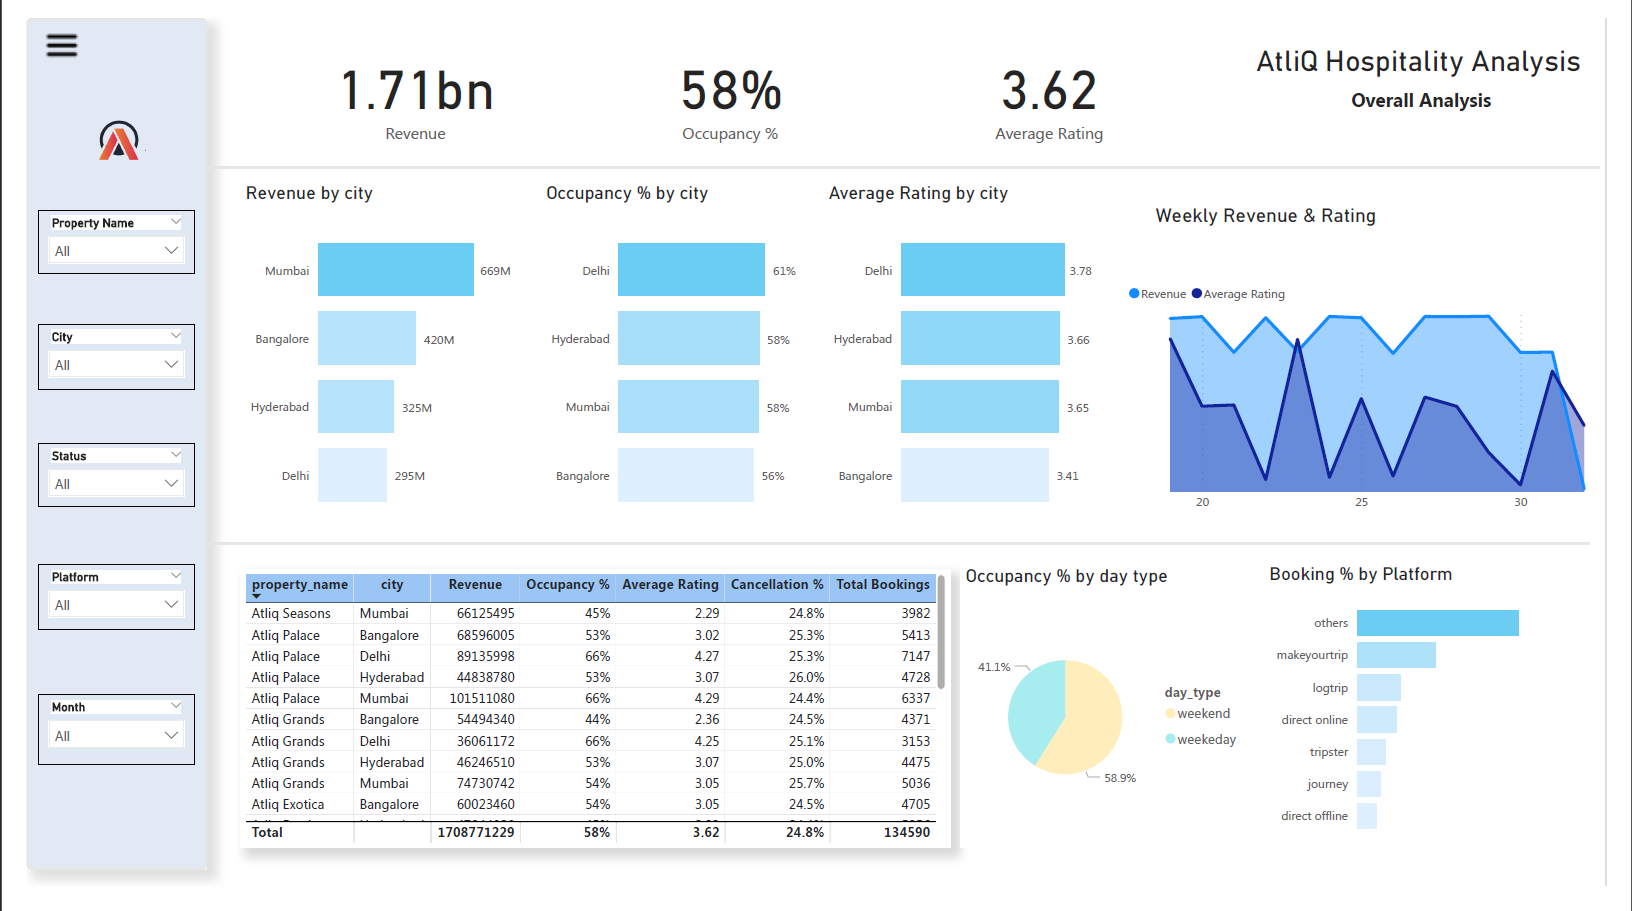 1.71bn
Revenue
58%
Occupancy %
3.62
Average Rating
AtliQ Hospitality Analysis
Overall Analysis
Property Name
All
City
All
Status
All
Platform
All
Month
All
Revenue by city
Mumbai 669M
Bangalore 420M
Hyderabad 325M
Delhi 295M
Occupancy % by city
Delhi 61%
Hyderabad 58%
Mumbai 58%
Bangalore 56%
Average Rating by city
Delhi 3.78
Hyderabad 3.66
Mumbai 3.65
Bangalore 3.41
Weekly Revenue & Rating
Revenue Average Rating
20 25 30
property_name city Revenue Occupancy % Average Rating Cancellation % Total Bookings
Atliq Seasons Mumbai 66125495 45% 2.29 24.8% 3982
Atliq Palace Bangalore 68596005 53% 3.02 25.3% 5413
Atliq Palace Delhi 89135998 66% 4.27 25.3% 7147
Atliq Palace Hyderabad 44838780 53% 3.07 26.0% 4728
Atliq Palace Mumbai 101511080 66% 4.29 24.4% 6337
Atliq Grands Bangalore 54494340 44% 2.36 24.5% 4371
Atliq Grands Delhi 36061172 66% 4.25 25.1% 3153
Atliq Grands Hyderabad 46246510 53% 3.07 25.0% 4475
Atliq Grands Mumbai 74730742 54% 3.05 25.7% 5036
Atliq Exotica Bangalore 60023460 54% 3.05 24.5% 4705
Total 1708771229 58% 3.62 24.8% 134590
Occupancy % by day type
41.1%
58.9%
day_type
weekend
weekeday
Booking % by Platform
others
makeyourtrip
logtrip
direct online
tripster
journey
direct offline